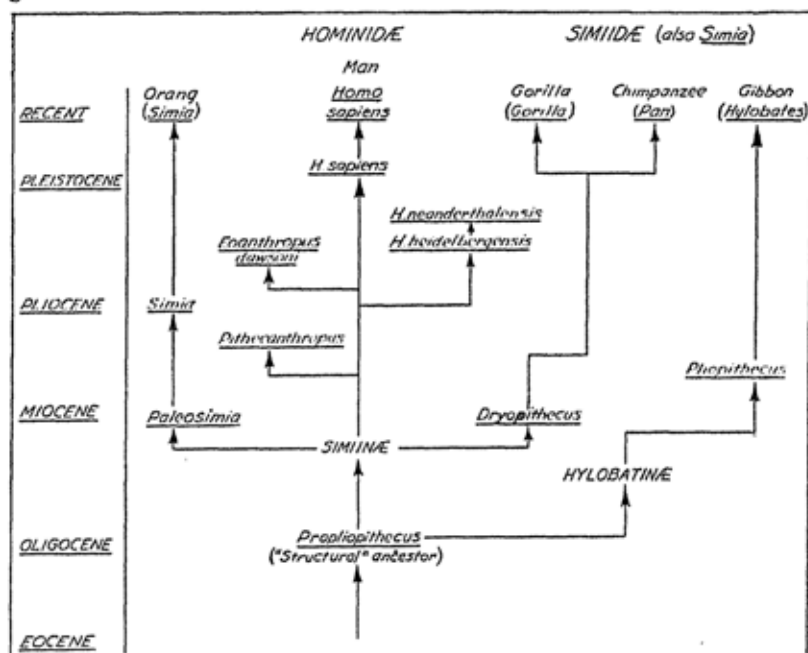 HOMINIDÆ
SIMIIDÆ (also Simia)
Man
Orang
(Simia)
Homo
sapiens
Gorilla
(Gorilla)
Chimpanzee
(Pan)
Gibbon
(Hylobates)
RECENT
H. sapiens
PLEISTOCENE
H. neanderthalensis
H. heidelbergensis
Eoanthropus
dawsoni
PLIOCENE
Simia
Pithecanthropus
Pliopithecus
MIOCENE
Paleosimia
Dryopithecus
SIMIINÆ
HYLOBATINÆ
OLIGOCENE
Propliopithecus
("Structural" ancestor)
EOCENE